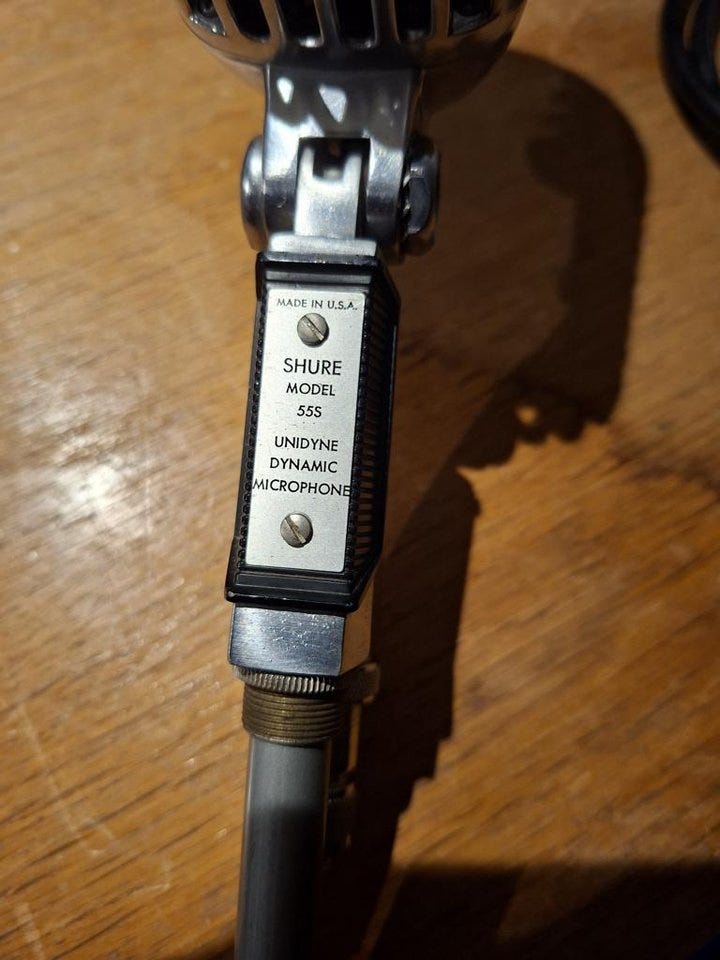 MADE IN U.S.A.
SHURE
MODEL
55S
UNIDYNE
DYNAMIC
MICROPHONE